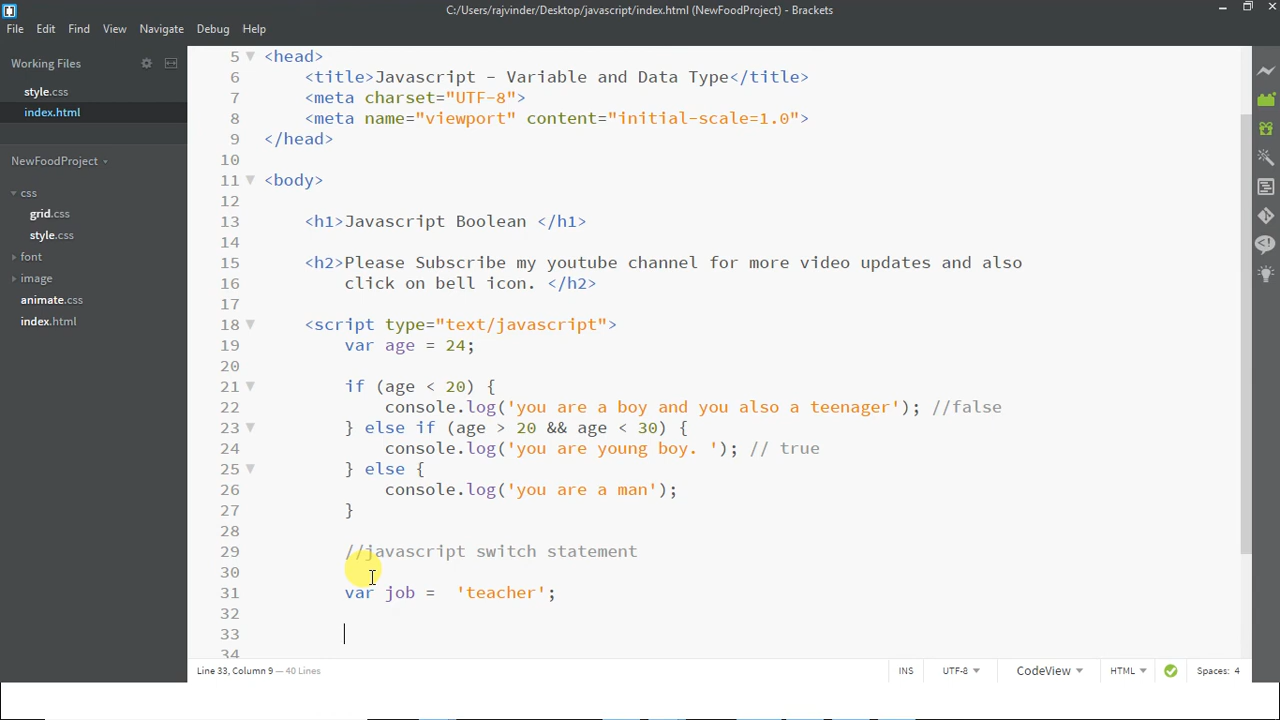 C:/Users/rajvinder/Desktop/javascript/index.html (NewFoodProject) - Brackets
File Edit Find View Navigate Debug Help
Working Files
style.css
index.html
NewFoodProject
css
grid.css
style.css
font
image
animate.css
index.html
5 <head>
6 <title>Javascript - Variable and Data Type</title>
7 <meta charset="UTF-8">
8 <meta name="viewport" content="initial-scale=1.0">
9 </head>
10
11 <body>
12
13 <h1>Javascript Boolean </h1>
14
15 <h2>Please Subscribe my youtube channel for more video updates and also
16 click on bell icon. </h2>
17
18 <script type="text/javascript">
19 var age = 24;
20
21 if (age < 20) {
22 console.log('you are a boy and you also a teenager'); //false
23 } else if (age > 20 && age < 30) {
24 console.log('you are young boy. '); // true
25 } else {
26 console.log('you are a man');
27 }
28
29 //javascript switch statement
30
31 var job =  'teacher';
32
33
34
Line 33, Column 9 — 40 Lines
INS UTF-8 CodeView HTML Spaces: 4